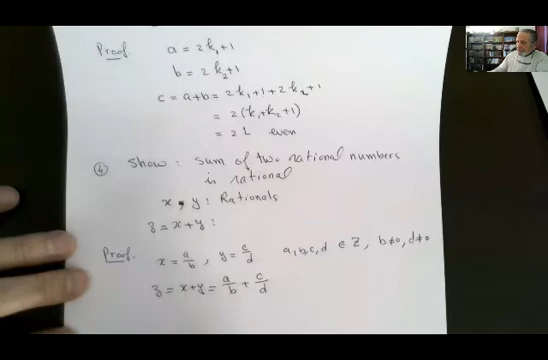 Proof. a = 2k₁+1
b = 2k₂+1
c = a+b = 2k₁+1+2k₂+1
= 2(k₁+k₂+1)
= 2L even
④ Show: Sum of two rational numbers
is rational
x, y: Rationals
z = x+y:
Proof. x = a/b, y = c/d a,b,c,d ∈ Z, b≠0, d≠0
z = x+y = a/b + c/d